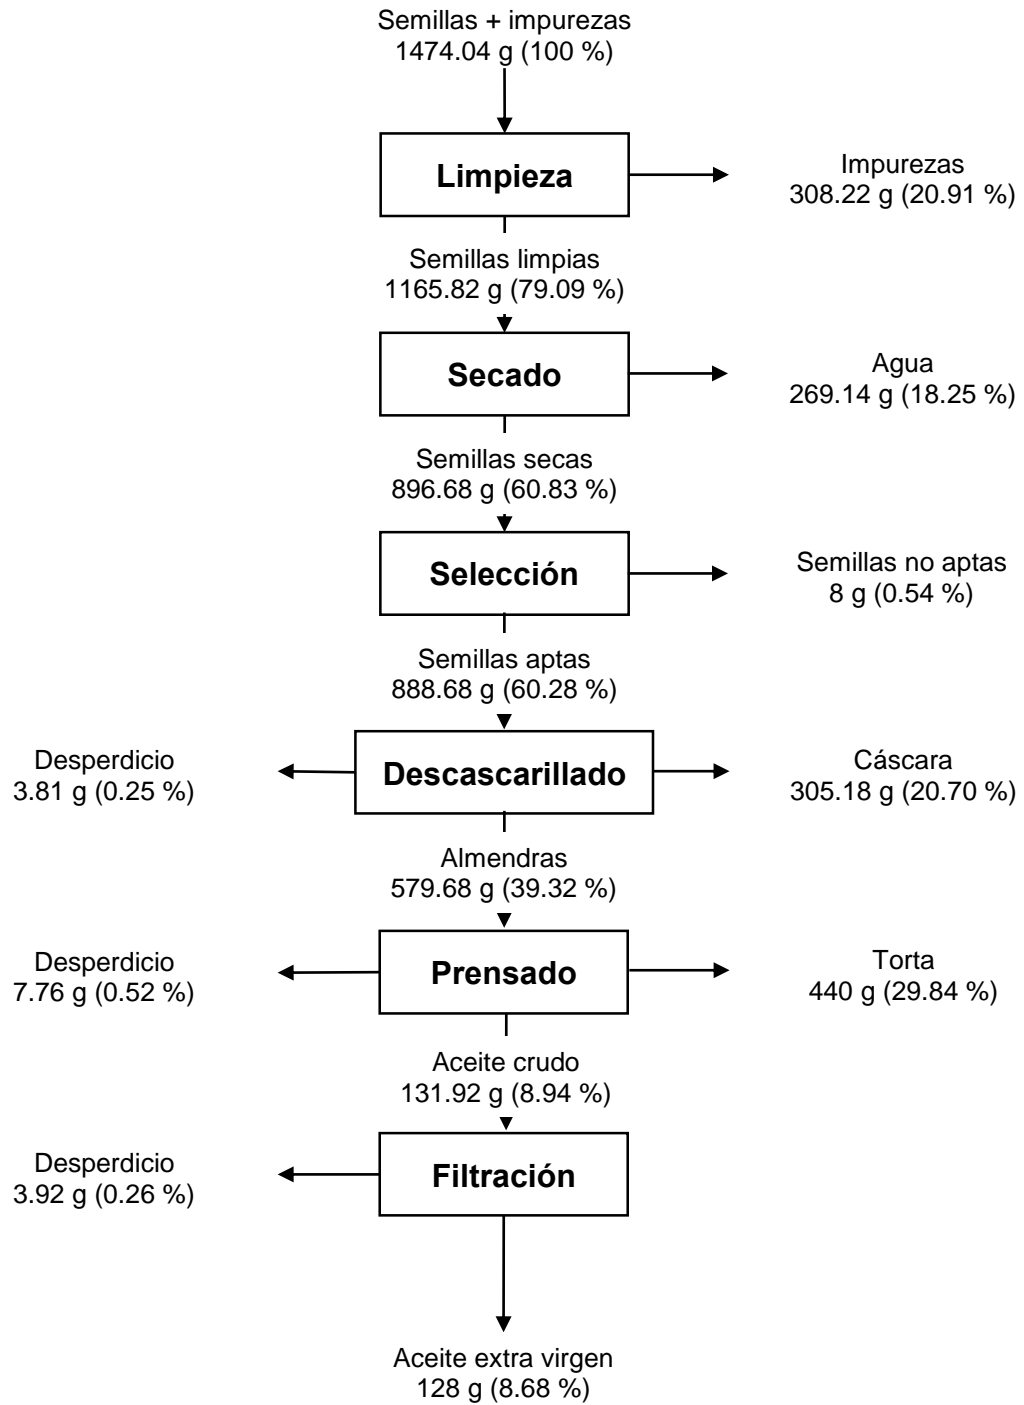 Semillas + impurezas
1474.04 g (100 %)
Limpieza
Impurezas
308.22 g (20.91 %)
Semillas limpias
1165.82 g (79.09 %)
Secado
Agua
269.14 g (18.25 %)
Semillas secas
896.68 g (60.83 %)
Selección
Semillas no aptas
8 g (0.54 %)
Semillas aptas
888.68 g (60.28 %)
Desperdicio
3.81 g (0.25 %)
Descascarillado
Cáscara
305.18 g (20.70 %)
Almendras
579.68 g (39.32 %)
Desperdicio
7.76 g (0.52 %)
Prensado
Torta
440 g (29.84 %)
Aceite crudo
131.92 g (8.94 %)
Desperdicio
3.92 g (0.26 %)
Filtración
Aceite extra virgen
128 g (8.68 %)